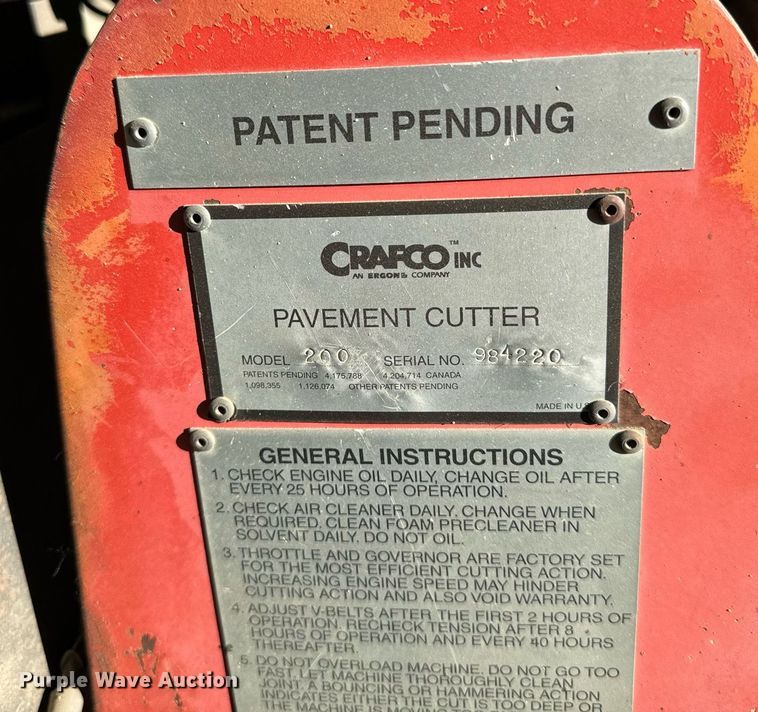 PATENT PENDING
CRAFCO™ INC
AN ERGON® COMPANY
PAVEMENT CUTTER
MODEL 200 SERIAL NO. 984220
PATENTS PENDING 4,175,788 4,204,714 CANADA
1,098,355 1,126,074 OTHER PATENTS PENDING
MADE IN U.S
GENERAL INSTRUCTIONS
1. CHECK ENGINE OIL DAILY, CHANGE OIL AFTER
EVERY 25 HOURS OF OPERATION.
2. CHECK AIR CLEANER DAILY. CHANGE WHEN
REQUIRED. CLEAN FOAM PRECLEANER IN
SOLVENT DAILY. DO NOT OIL.
3. THROTTLE AND GOVERNOR ARE FACTORY SET
FOR THE MOST EFFICIENT CUTTING ACTION.
INCREASING ENGINE SPEED MAY HINDER
CUTTING ACTION AND ALSO VOID WARRANTY.
4. ADJUST V-BELTS AFTER THE FIRST 2 HOURS OF
OPERATION. RECHECK TENSION AFTER 8
HOURS OF OPERATION AND EVERY 40 HOURS
THEREAFTER.
5. DO NOT OVERLOAD MACHINE. DO NOT GO TOO
FAST, LET MACHINE THOROUGHLY CLEAN
JOINT. A BOUNCING OR HAMMERING ACTION
INDICATES EITHER THE CUT IS TOO DEEP OR
THE MACHINE IS MOVING
Purple Wave Auction